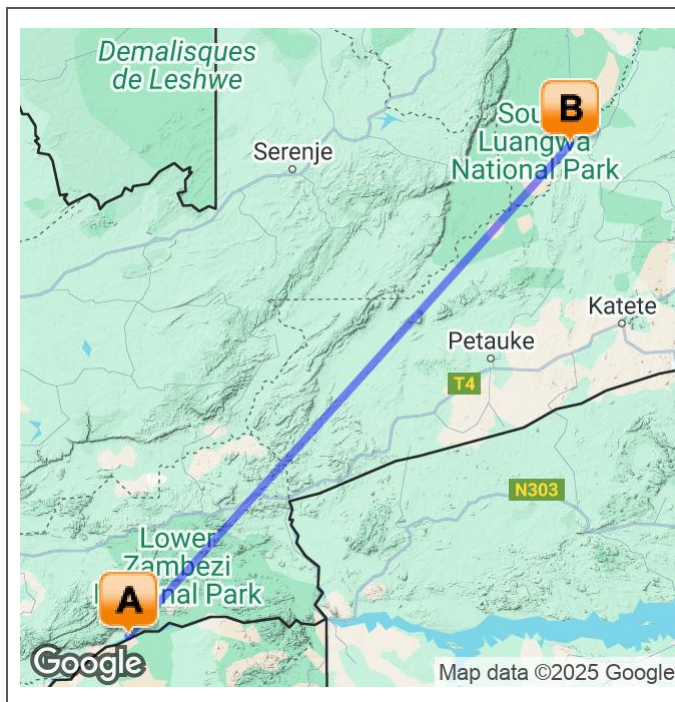 Demalisques
de Leshwe
B
Sou
Luangwa
National Park
Serenje
Katete
Petauke
T4
N303
Lower
Zambezi
nal Park
A
Google
Map data ©2025 Google